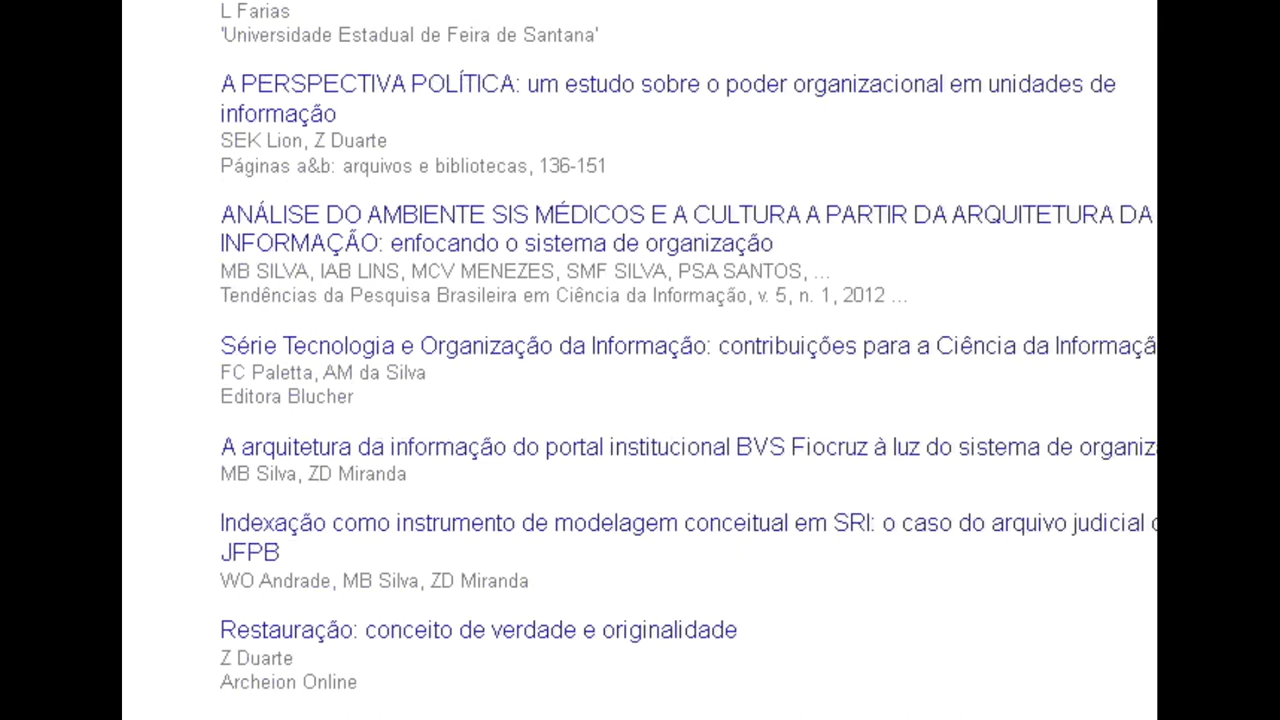 L Farias
'Universidade Estadual de Feira de Santana'
A PERSPECTIVA POLÍTICA: um estudo sobre o poder organizacional em unidades de
informação
SEK Lion, Z Duarte
Páginas a&b: arquivos e bibliotecas, 136-151
ANÁLISE DO AMBIENTE SIS MÉDICOS E A CULTURA A PARTIR DA ARQUITETURA DA
INFORMAÇÃO: enfocando o sistema de organização
MB SILVA, IAB LINS, MCV MENEZES, SMF SILVA, PSA SANTOS, ...
Tendências da Pesquisa Brasileira em Ciência da Informação, v. 5, n. 1, 2012 ...
Série Tecnologia e Organização da Informação: contribuições para a Ciência da Informaçã
FC Paletta, AM da Silva
Editora Blucher
A arquitetura da informação do portal institucional BVS Fiocruz à luz do sistema de organiz
MB Silva, ZD Miranda
Indexação como instrumento de modelagem conceitual em SRI: o caso do arquivo judicial
JFPB
WO Andrade, MB Silva, ZD Miranda
Restauração: conceito de verdade e originalidade
Z Duarte
Archeion Online